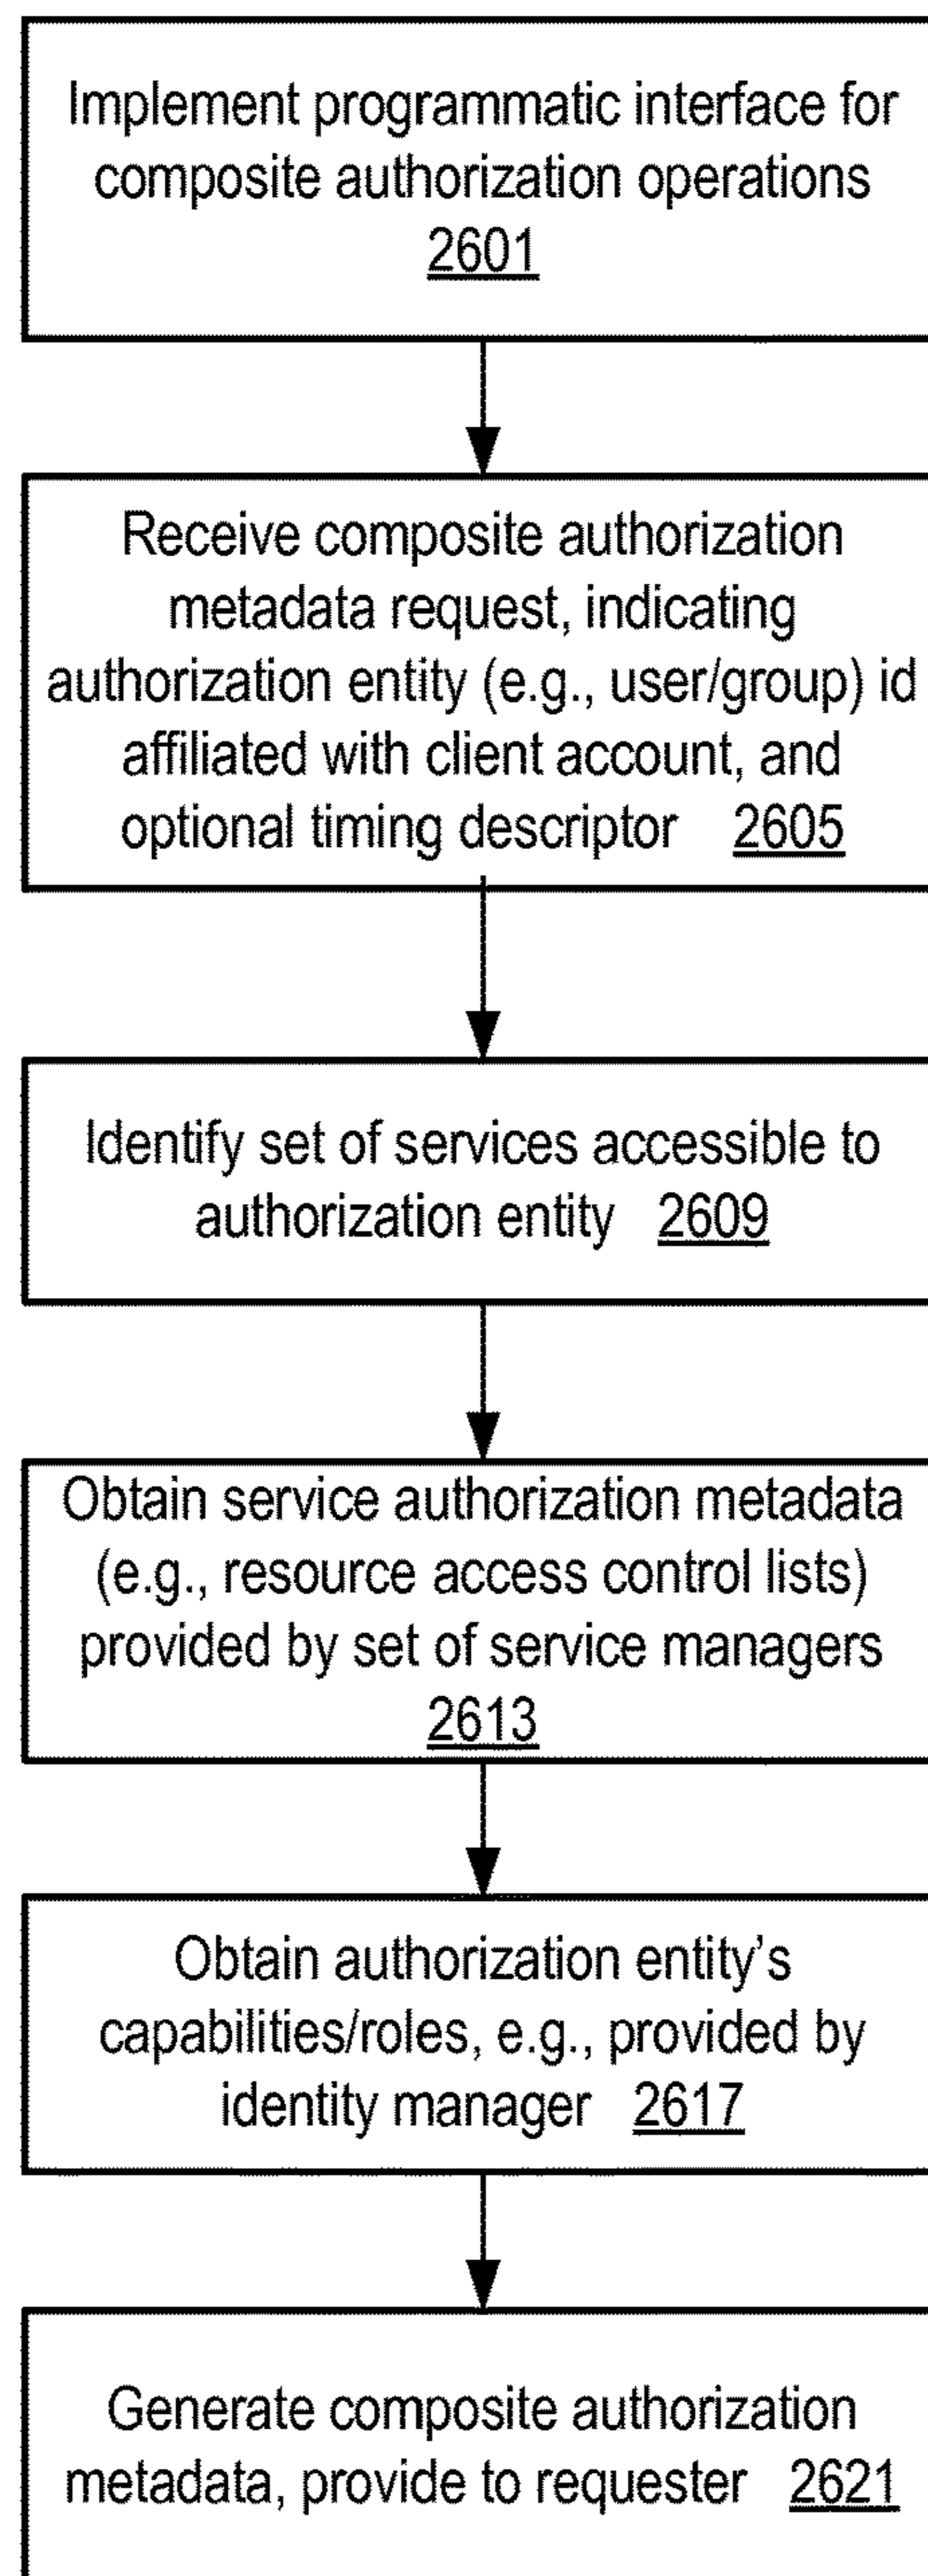 Implement programmatic interface for
composite authorization operations
2601
Receive composite authorization
metadata request, indicating
authorization entity (e.g., user/group) id
affiliated with client account, and
optional timing descriptor 2605
Identify set of services accessible to
authorization entity 2609
Obtain service authorization metadata
(e.g., resource access control lists)
provided by set of service managers
2613
Obtain authorization entity's
capabilities/roles, e.g., provided by
identity manager 2617
Generate composite authorization
metadata, provide to requester 2621